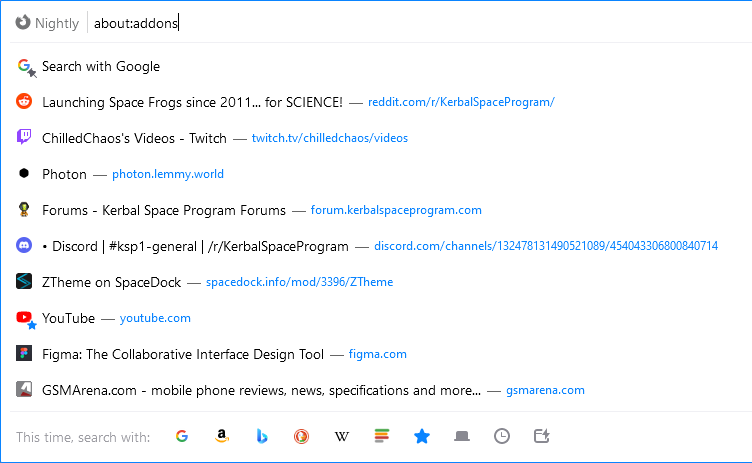 Nightly about:addons
Search with Google
Launching Space Frogs since 2011... for SCIENCE! — reddit.com/r/KerbalSpaceProgram/
ChilledChaos's Videos - Twitch — twitch.tv/chilledchaos/videos
Photon — photon.lemmy.world
Forums - Kerbal Space Program Forums — forum.kerbalspaceprogram.com
• Discord | #ksp1-general | /r/KerbalSpaceProgram — discord.com/channels/132478131490521089/454043306800840714
ZTheme on SpaceDock — spacedock.info/mod/3396/ZTheme
YouTube — youtube.com
Figma: The Collaborative Interface Design Tool — figma.com
GSMArena.com - mobile phone reviews, news, specifications and more... — gsmarena.com
This time, search with: